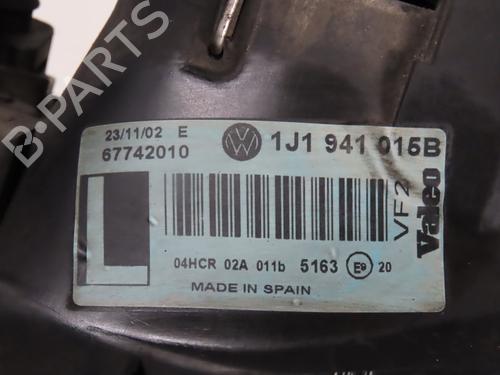 23/11/02 E
67742010
1J1 941 015B
L
VF2
Valeo
04HCR 02A 011b 5163 E9 20
MADE IN SPAIN
B-PARTS